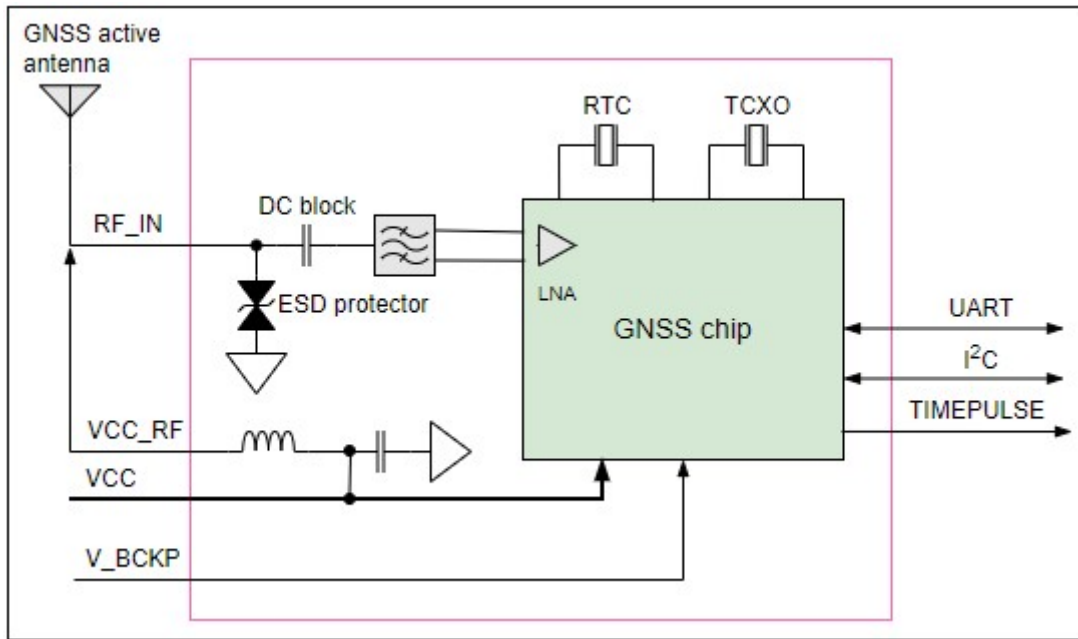 GNSS active
antenna
RTC
TCXO
DC block
RF_IN
ESD protector
LNA
GNSS chip
UART
I²C
TIMEPULSE
VCC_RF
VCC
V_BCKP